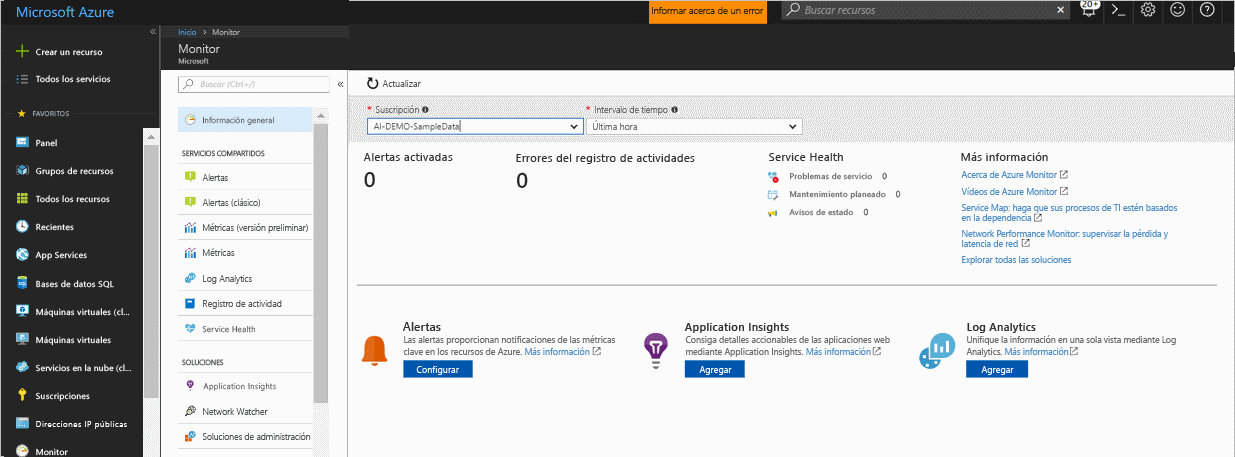 Microsoft Azure
Informar acerca de un error
Buscar recursos
20+
Crear un recurso
Todos los servicios
FAVORITOS
Panel
Grupos de recursos
Todos los recursos
Recientes
App Services
Bases de datos SQL
Máquinas virtuales (cl...
Máquinas virtuales
Servicios en la nube (cl...
Suscripciones
Direcciones IP públicas
Monitor
Inicio > Monitor
Monitor
Microsoft
Buscar (Ctrl+/)
Información general
SERVICIOS COMPARTIDOS
Alertas
Alertas (clásico)
Métricas (versión preliminar)
Métricas
Log Analytics
Registro de actividad
Service Health
SOLUCIONES
Application Insights
Network Watcher
Soluciones de administración
Actualizar
* Suscripción
AI-DEMO-SampleData
* Intervalo de tiempo
Última hora
Alertas activadas
0
Errores del registro de actividades
0
Service Health
Problemas de servicio 0
Mantenimiento planeado 0
Avisos de estado 0
Más información
Acerca de Azure Monitor
Vídeos de Azure Monitor
Service Map: haga que sus procesos de TI estén basados
en la dependencia
Network Performance Monitor: supervisar la pérdida y
latencia de red
Explorar todas las soluciones
Alertas
Las alertas proporcionan notificaciones de las métricas
clave en los recursos de Azure. Más información
Configurar
Application Insights
Consiga detalles accionables de las aplicaciones web
mediante Application Insights. Más información
Agregar
Log Analytics
Unifique la información en una sola vista mediante Log
Analytics. Más información
Agregar